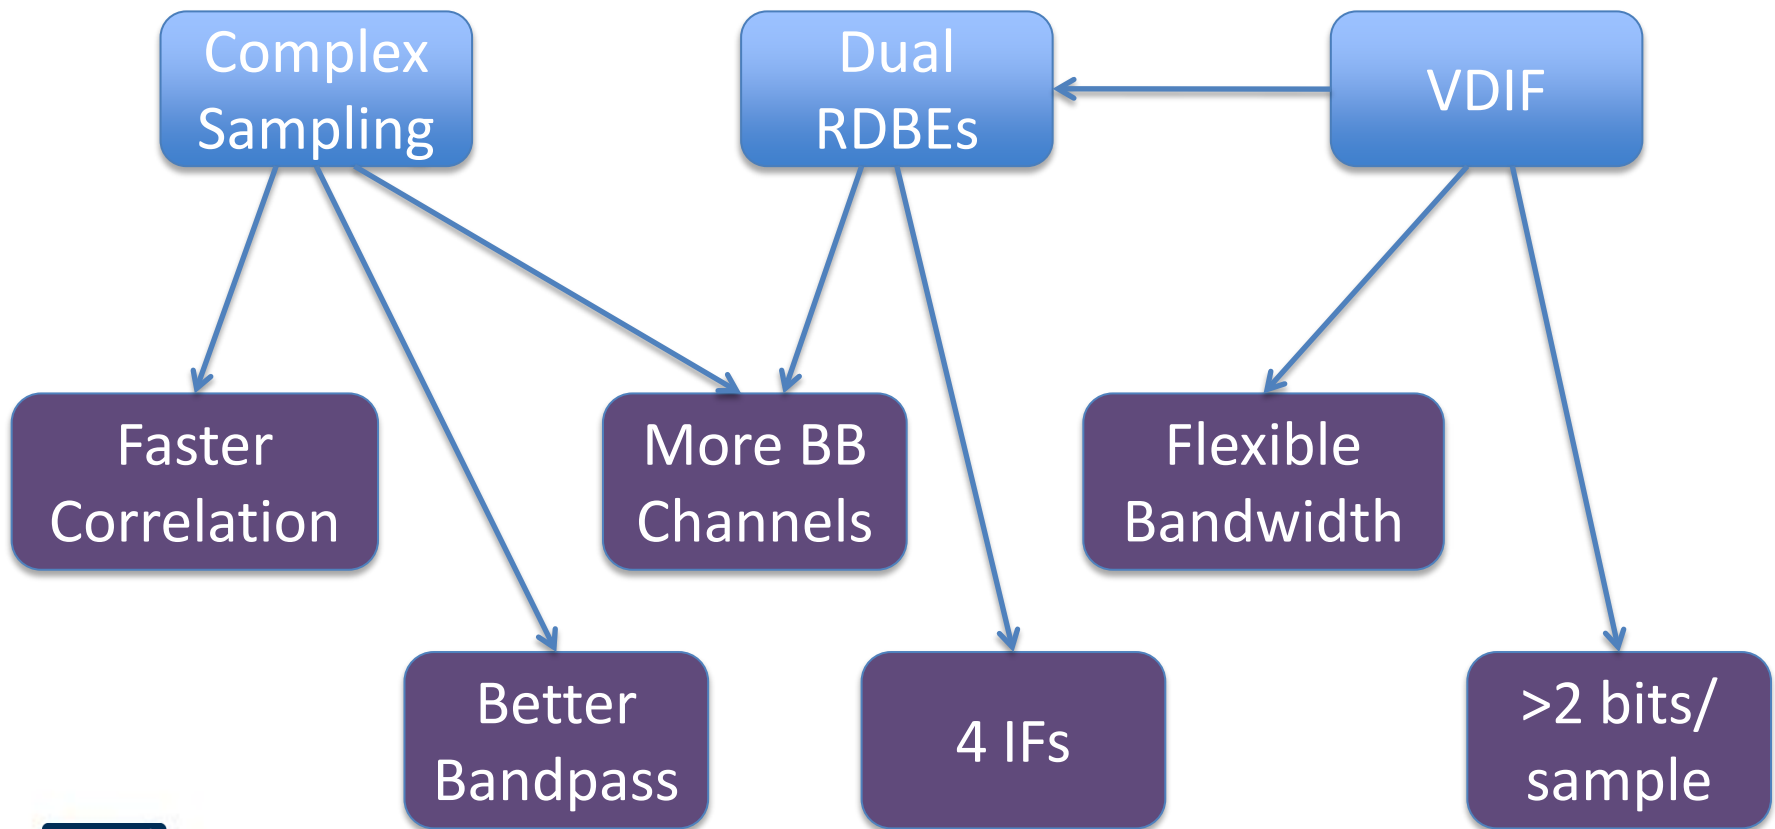 Complex
Sampling
Dual
RDBEs
VDIF
Faster
Correlation
More BB
Channels
Flexible
Bandwidth
Better
Bandpass
4 IFs
>2 bits/
sample